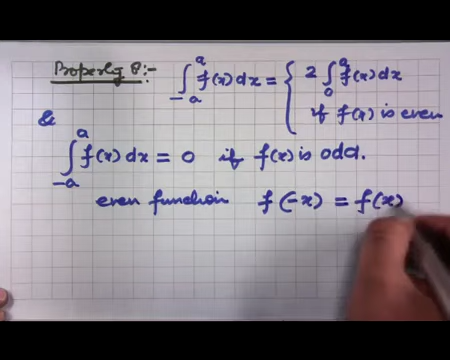 Property 8:- ∫_{-a}^{a} f(x) dx = { 2 ∫_{0}^{a} f(x) dx
if f(x) is even
&
∫_{-a}^{a} f(x) dx = 0 if f(x) is odd.
even function f(-x) = f(x)